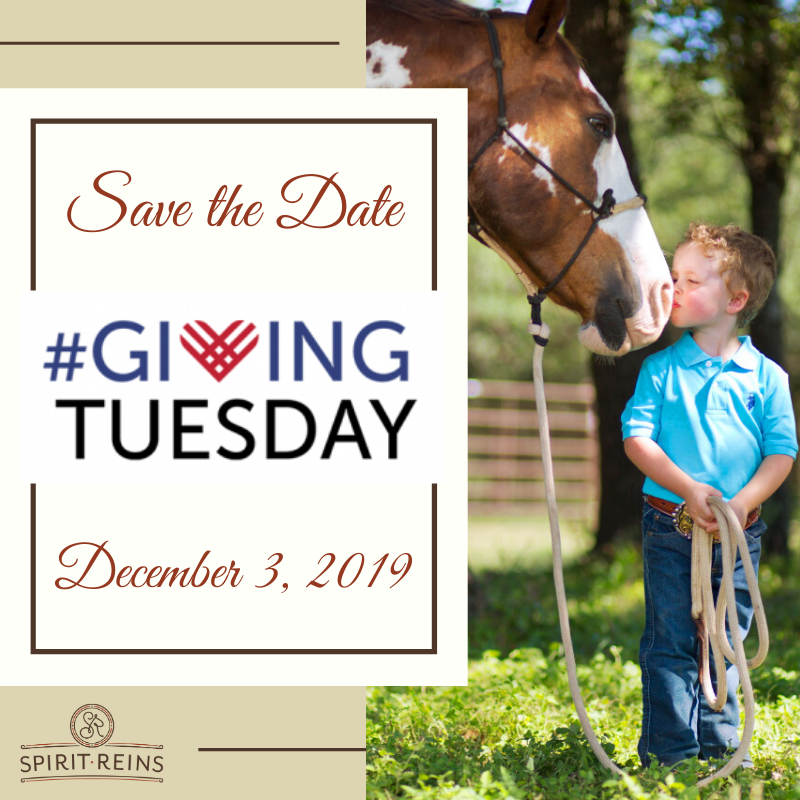 Save the Date
#GIVING
TUESDAY
December 3, 2019
SPIRIT·REINS